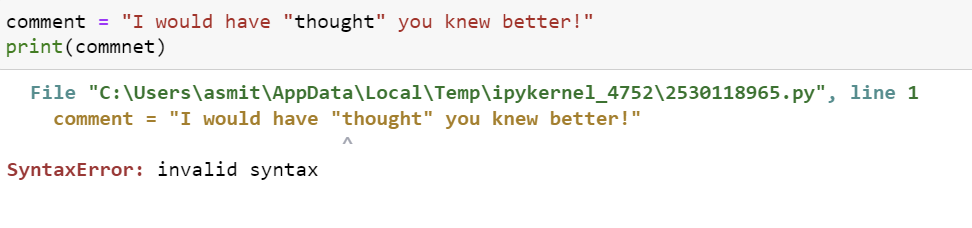 comment = "I would have "thought" you knew better!"
print(commnet)
File "C:\Users\asmit\AppData\Local\Temp\ipykernel_4752\2530118965.py", line 1
comment = "I would have "thought" you knew better!"
^
SyntaxError: invalid syntax